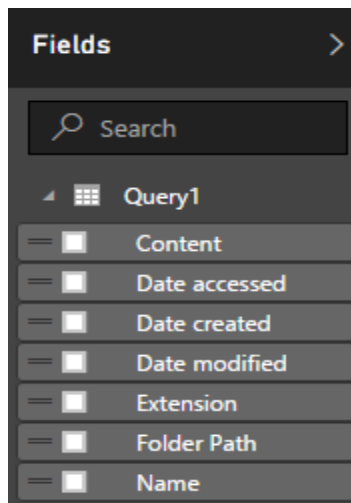 Fields
Search
Query1
Content
Date accessed
Date created
Date modified
Extension
Folder Path
Name